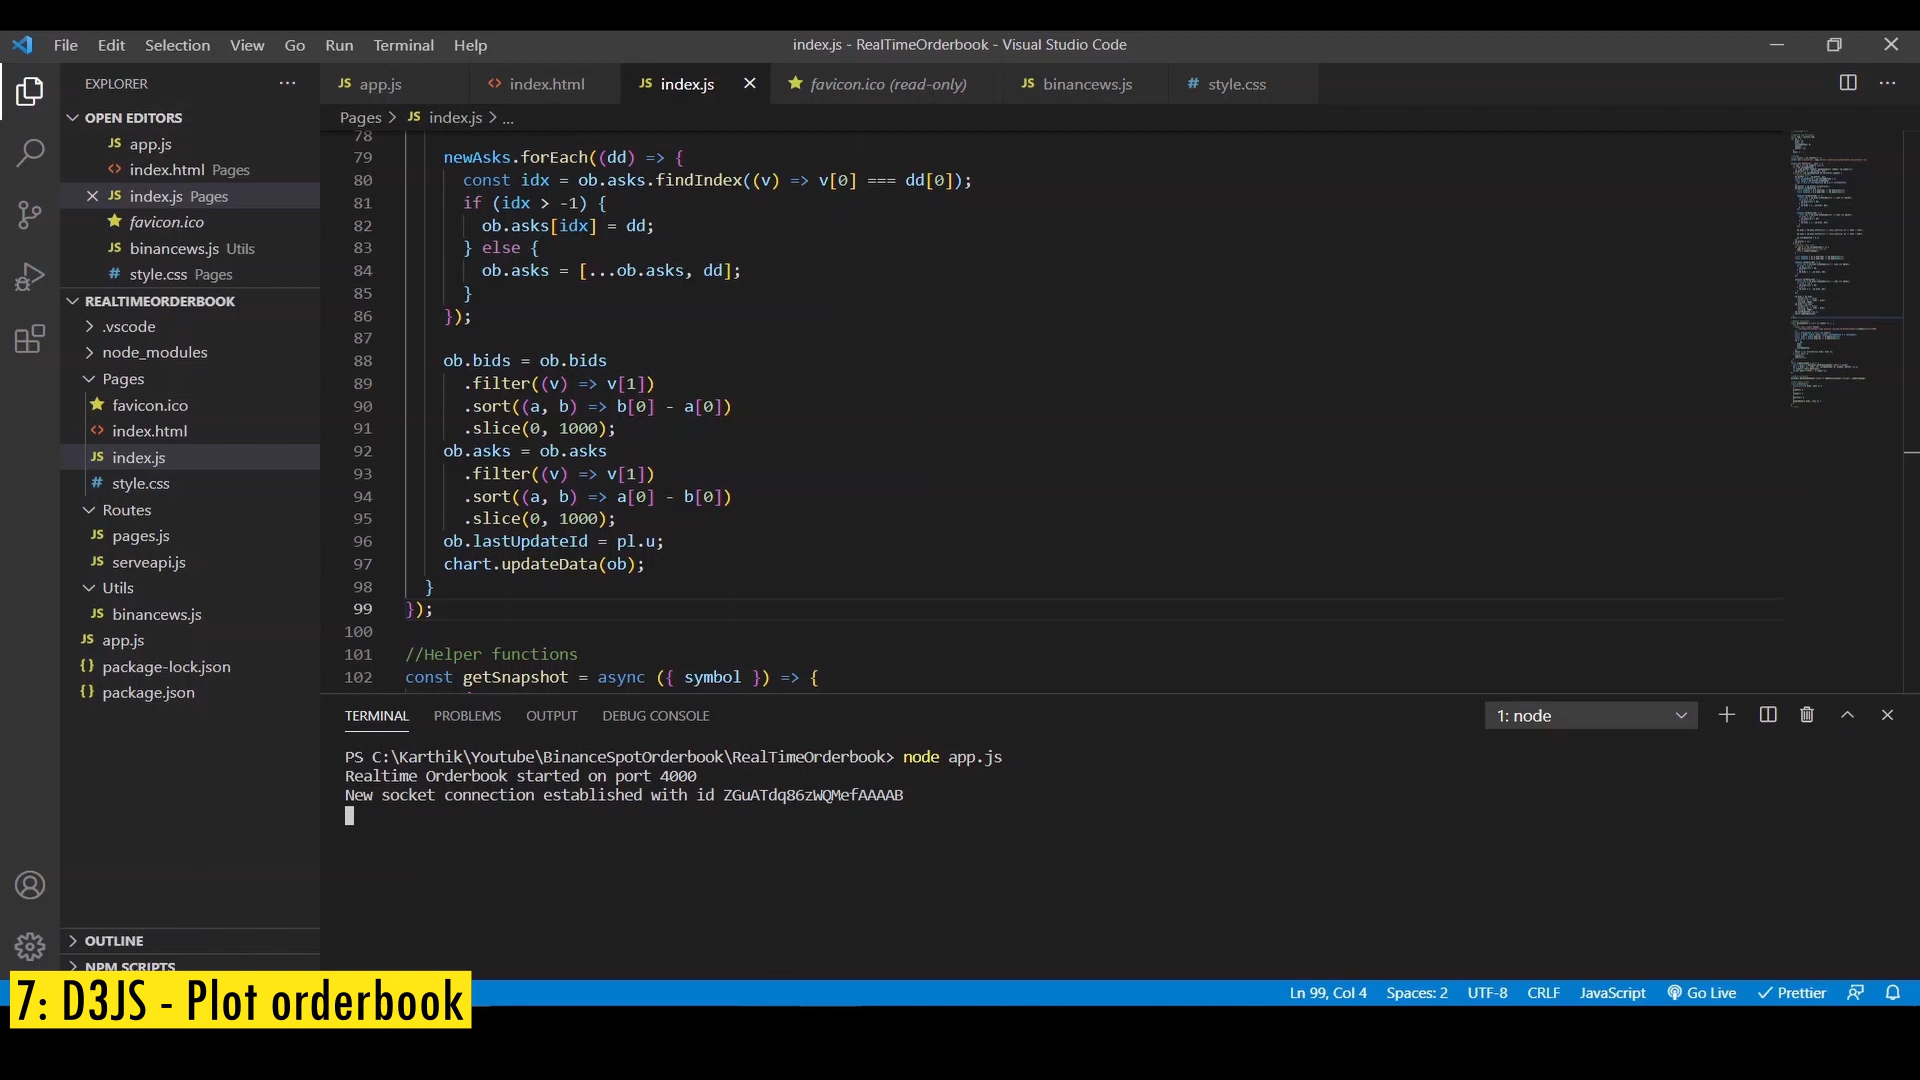 File Edit Selection View Go Run Terminal Help
index.js - RealTimeOrderbook - Visual Studio Code
EXPLORER
OPEN EDITORS
app.js
index.html Pages
index.js Pages
favicon.ico
binancews.js Utils
style.css Pages
REALTIMEORDERBOOK
.vscode
node_modules
Pages
favicon.ico
index.html
index.js
style.css
Routes
pages.js
serveapi.js
Utils
binancews.js
app.js
package-lock.json
package.json
OUTLINE
NPM SCRIPTS
app.js index.html index.js favicon.ico (read-only) binancews.js style.css
Pages > index.js > ...
78
79 newAsks.forEach((dd) => {
80 const idx = ob.asks.findIndex((v) => v[0] === dd[0]);
81 if (idx > -1) {
82 ob.asks[idx] = dd;
83 } else {
84 ob.asks = [...ob.asks, dd];
85 }
86 });
87
88 ob.bids = ob.bids
89 .filter((v) => v[1])
90 .sort((a, b) => b[0] - a[0])
91 .slice(0, 1000);
92 ob.asks = ob.asks
93 .filter((v) => v[1])
94 .sort((a, b) => a[0] - b[0])
95 .slice(0, 1000);
96 ob.lastUpdateId = pl.u;
97 chart.updateData(ob);
98 }
99 });
100
101 //Helper functions
102 const getSnapshot = async ({ symbol }) => {
TERMINAL PROBLEMS OUTPUT DEBUG CONSOLE
1: node
PS C:\Karthik\Youtube\BinanceSpotOrderbook\RealTimeOrderbook> node app.js
Realtime Orderbook started on port 4000
New socket connection established with id ZGuATdq86zWQMefAAAAB
7: D3JS - Plot orderbook
Ln 99, Col 4 Spaces: 2 UTF-8 CRLF JavaScript Go Live Prettier